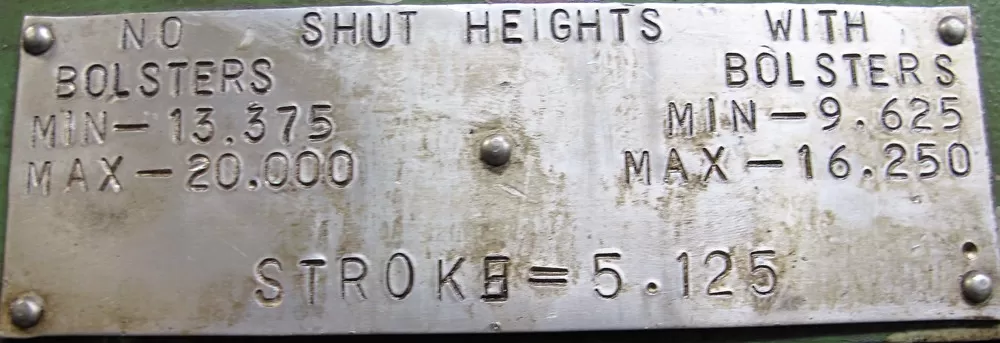 NO SHUT HEIGHTS WITH
BOLSTERS BOLSTERS
MIN—13.375 MIN—9.625
MAX—20.000 MAX—16.250
STROKE=5.125